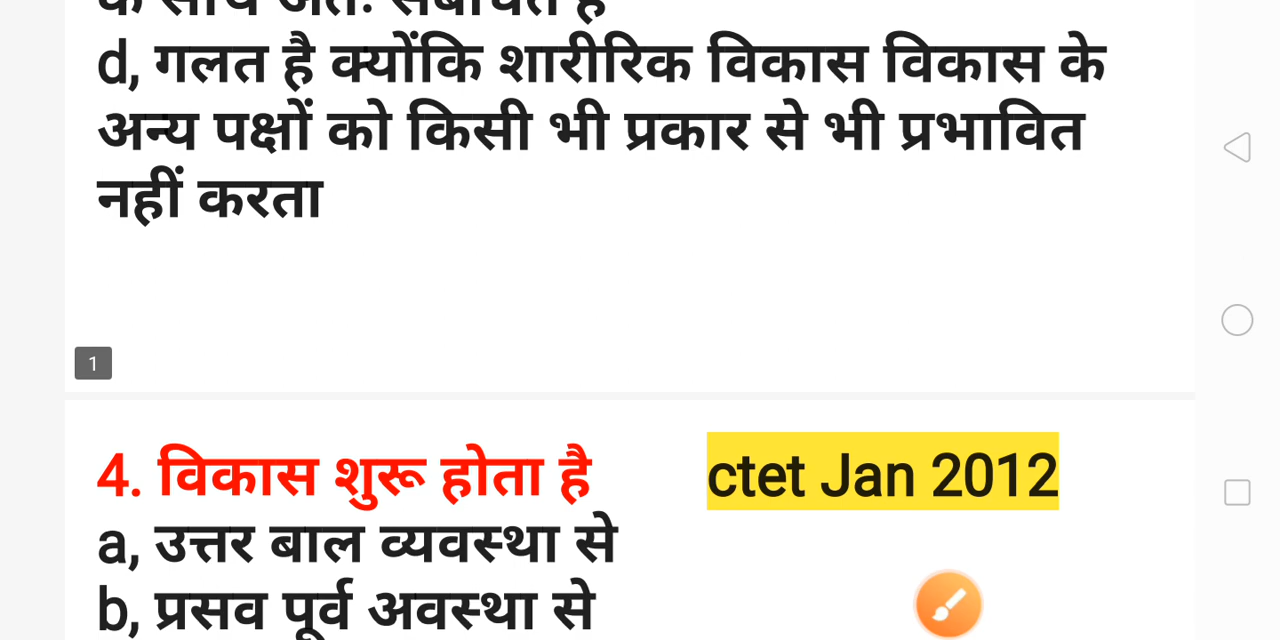 d, गलत है क्योंकि शारीरिक विकास विकास के
अन्य पक्षों को किसी भी प्रकार से भी प्रभावित
नहीं करता
1
4. विकास शुरू होता है ctet Jan 2012
a, उत्तर बाल व्यवस्था से
b, प्रसव पूर्व अवस्था से